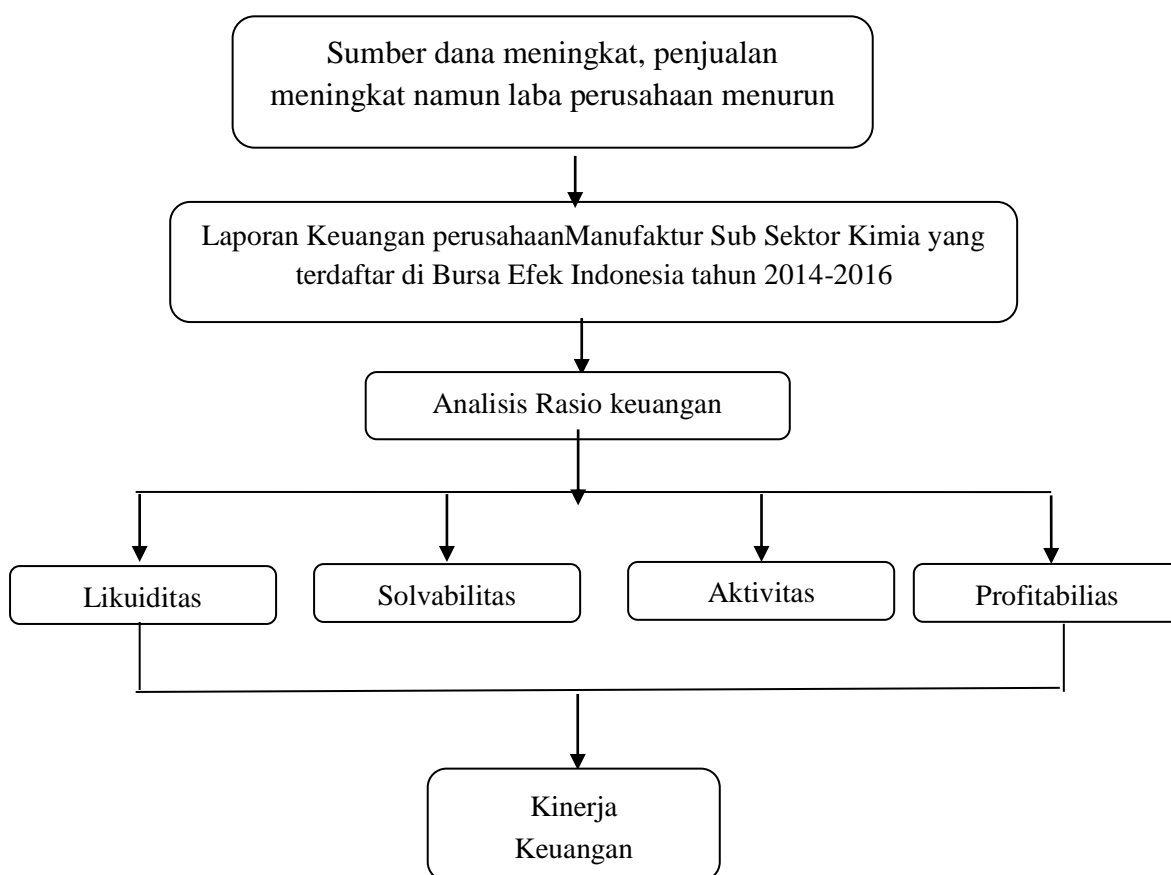 Sumber dana meningkat, penjualan
meningkat namun laba perusahaan menurun
Laporan Keuangan perusahaanManufaktur Sub Sektor Kimia yang
terdaftar di Bursa Efek Indonesia tahun 2014-2016
Analisis Rasio keuangan
Likuiditas
Solvabilitas
Aktivitas
Profitabilias
Kinerja
Keuangan